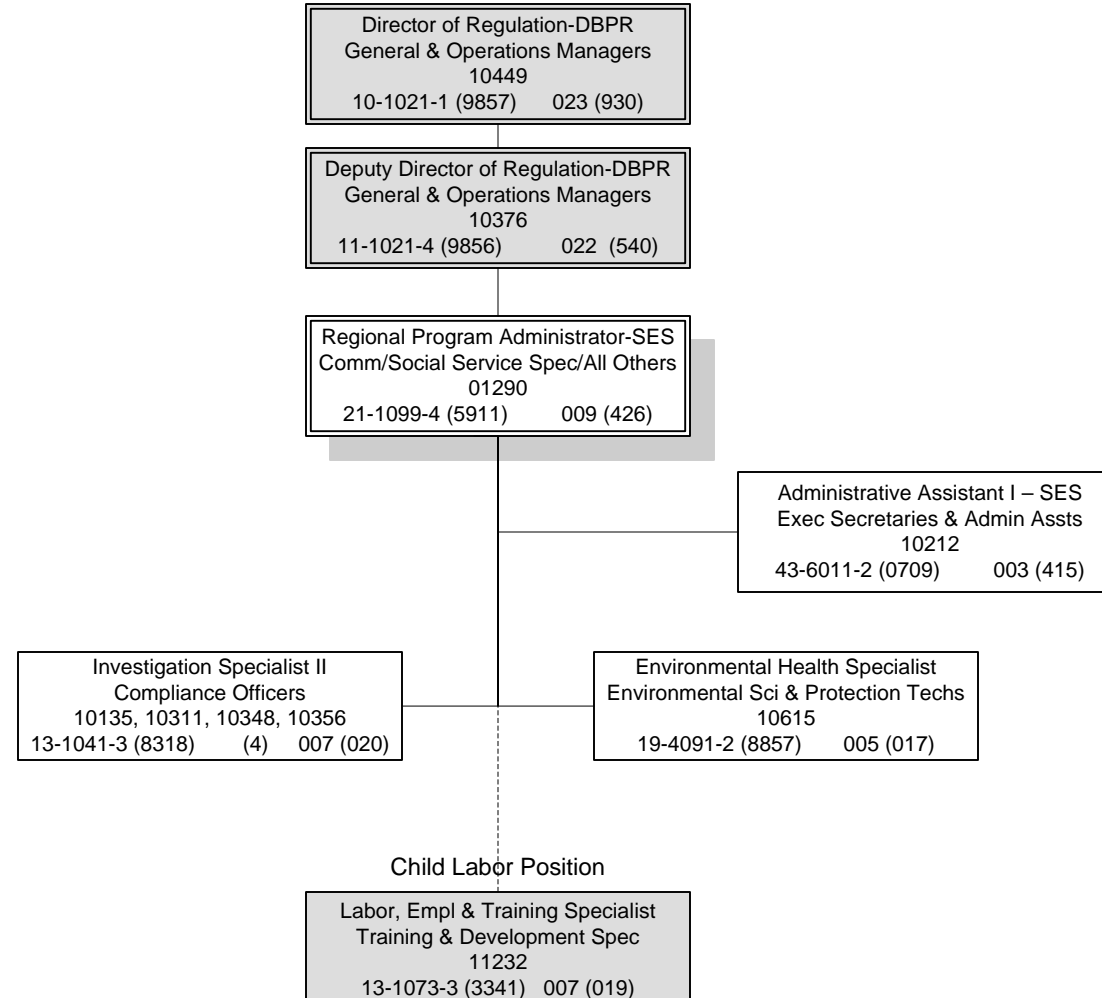 Director of Regulation-DBPR
General & Operations Managers
10449
10-1021-1 (9857) 023 (930)
Deputy Director of Regulation-DBPR
General & Operations Managers
10376
11-1021-4 (9856) 022 (540)
Regional Program Administrator-SES
Comm/Social Service Spec/All Others
01290
21-1099-4 (5911) 009 (426)
Administrative Assistant I – SES
Exec Secretaries & Admin Assts
10212
43-6011-2 (0709) 003 (415)
Investigation Specialist II
Compliance Officers
10135, 10311, 10348, 10356
13-1041-3 (8318) (4) 007 (020)
Environmental Health Specialist
Environmental Sci & Protection Techs
10615
19-4091-2 (8857) 005 (017)
Child Labor Position
Labor, Empl & Training Specialist
Training & Development Spec
11232
13-1073-3 (3341) 007 (019)